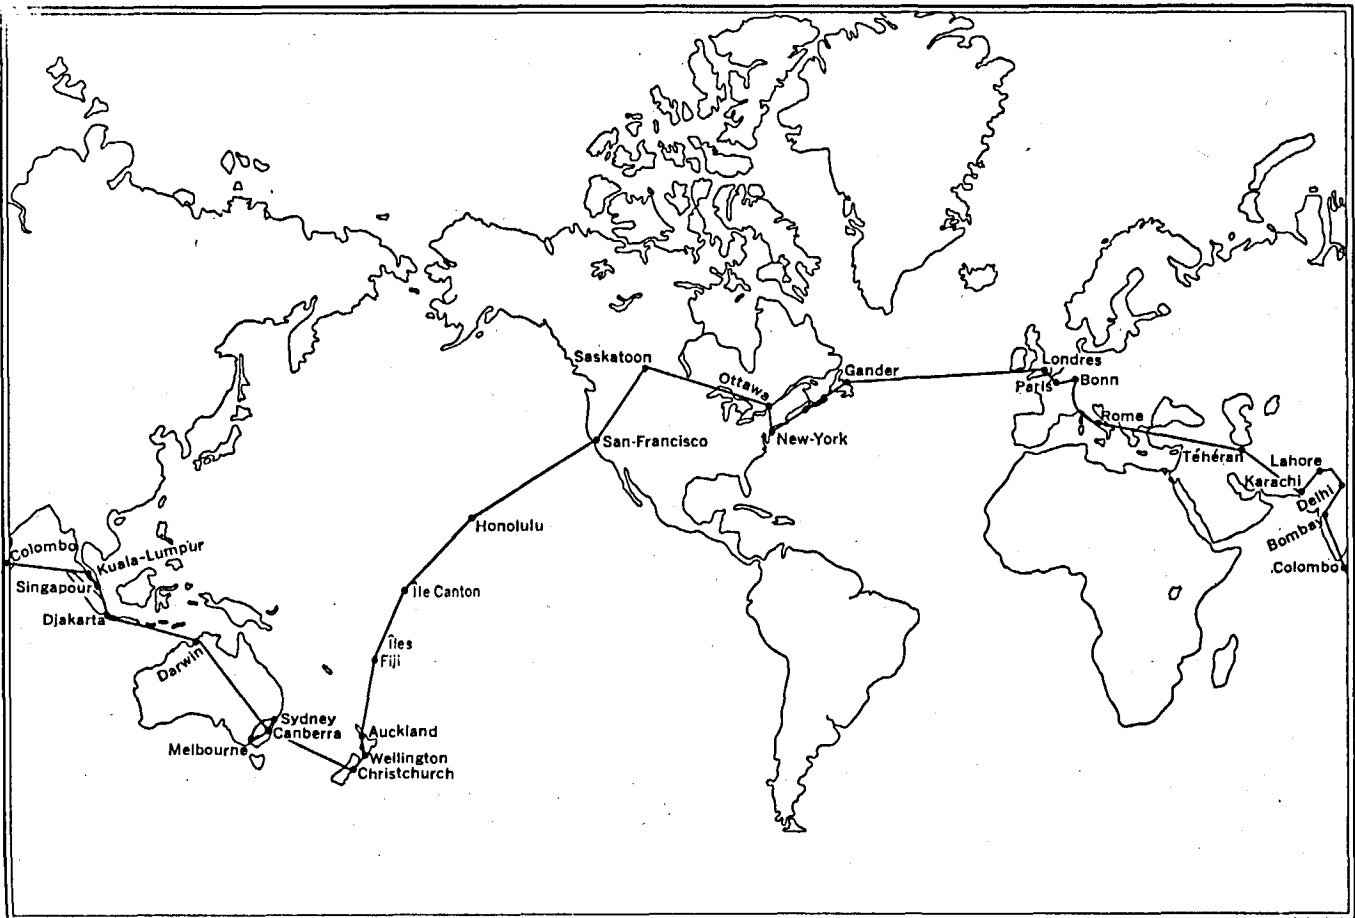 Saskatoon
Ottawa
Gander
Londres
Paris
Bonn
Rome
San-Francisco
New-York
Téhéran
Lahore
Karachi
Delhi
Bombay
Colombo
Honolulu
Colombo
Kuala-Lumpur
Singapour
Djakarta
Île Canton
Îles
Fiji
Darwin
Sydney
Canberra
Melbourne
Auckland
Wellington
Christchurch